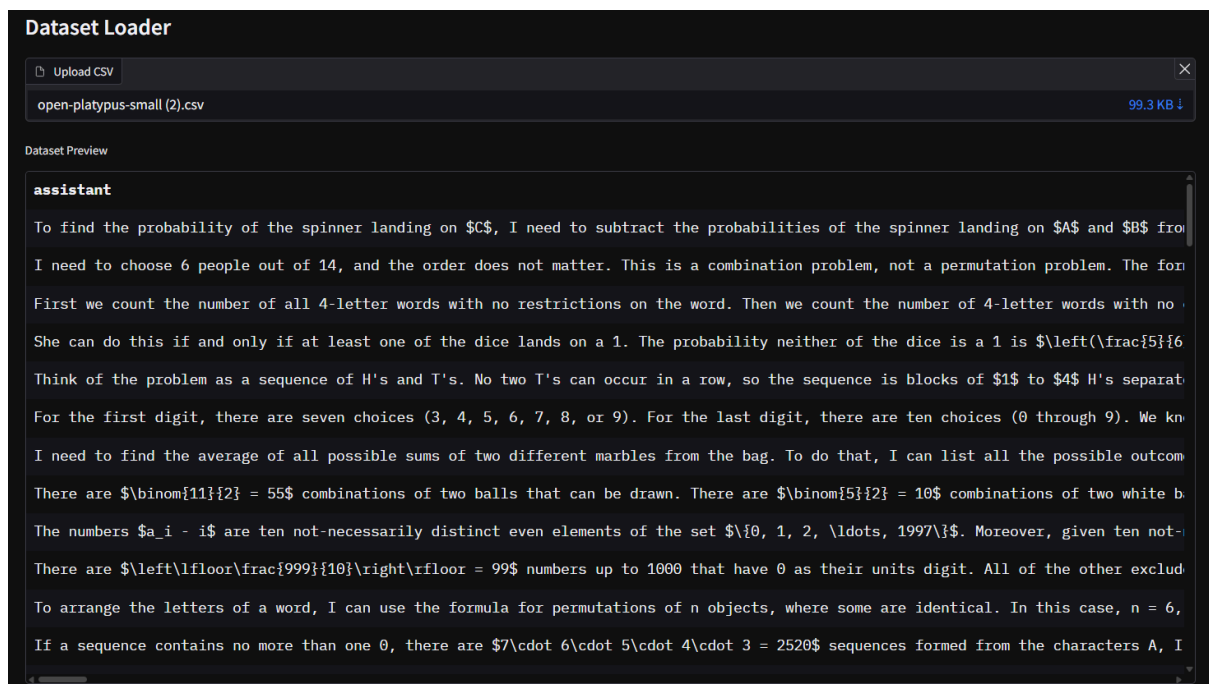 Dataset Loader
Upload CSV
open-platypus-small (2).csv 99.3 KB ↓
Dataset Preview
assistant
To find the probability of the spinner landing on $C$, I need to subtract the probabilities of the spinner landing on $A$ and $B$ from
I need to choose 6 people out of 14, and the order does not matter. This is a combination problem, not a permutation problem. The
First we count the number of all 4-letter words with no restrictions on the word. Then we count the number of 4-letter words with no
She can do this if and only if at least one of the dice lands on a 1. The probability neither of the dice is a 1 is $\left(\frac{5}{6
Think of the problem as a sequence of H's and T's. No two T's can occur in a row, so the sequence is blocks of $1$ to $4$ H's
For the first digit, there are seven choices (3, 4, 5, 6, 7, 8, or 9). For the last digit, there are ten choices (0 through 9). We
I need to find the average of all possible sums of two different marbles from the bag. To do that, I can list all the possible
There are $\binom{11}{2} = 55$ combinations of two balls that can be drawn. There are $\binom{5}{2} = 10$ combinations of two white
The numbers $a_i - i$ are ten not-necessarily distinct even elements of the set $\{0, 1, 2, \ldots, 1997\}$. Moreover, given ten
There are $\left\lfloor\frac{999}{10}\right\rfloor = 99$ numbers up to 1000 that have 0 as their units digit. All of the other
To arrange the letters of a word, I can use the formula for permutations of n objects, where some are identical. In this case, n = 6,
If a sequence contains no more than one 0, there are $7\cdot 6\cdot 5\cdot 4\cdot 3 = 2520$ sequences formed from the characters A, I